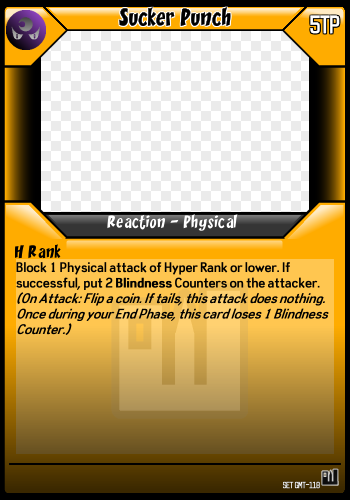 Sucker Punch
5TP
Reaction - Physical
H Rank
Block 1 Physical attack of Hyper Rank or lower. If
successful, put 2 Blindness Counters on the attacker.
(On Attack: Flip a coin. If tails, this attack does nothing.
Once during your End Phase, this card loses 1 Blindness
Counter.)
SET GMT-118